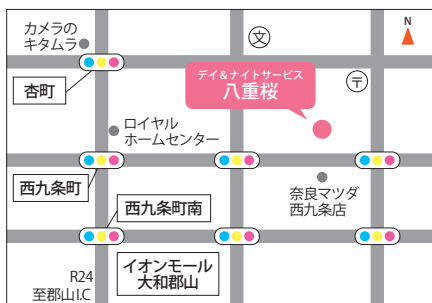 カメラの
キタムラ
文
N
デイ&ナイトサービス
八重桜
〒
杏町
ロイヤル
ホームセンター
西九条町
奈良マツダ
西九条店
西九条町南
イオンモール
大和郡山
R24
至郡山I.C